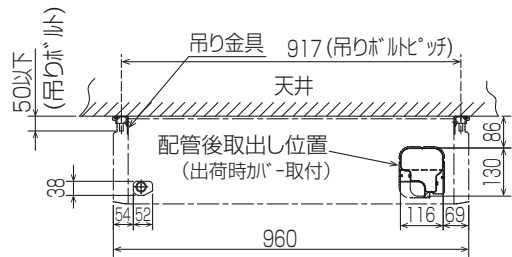 50以下
(吊りボルト)
吊り金具
917(吊りボルトピッチ)
天井
86
配管後取出し位置
(出荷時カバー取付)
130
38
54
52
116
69
960